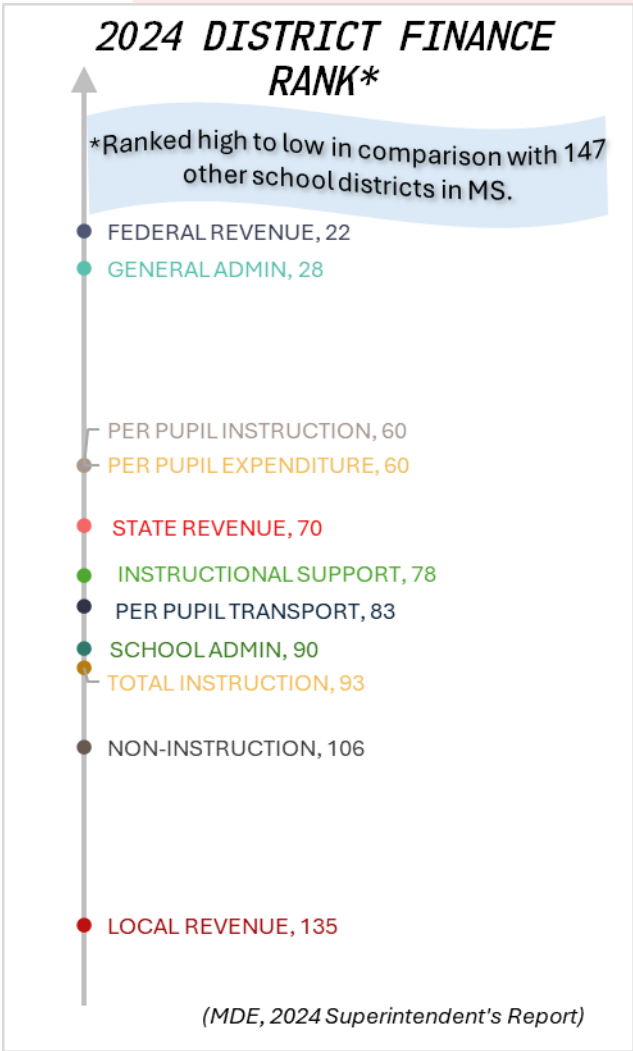 2024 DISTRICT FINANCE
RANK*
*Ranked high to low in comparison with 147
other school districts in MS.
FEDERAL REVENUE, 22
GENERAL ADMIN, 28
PER PUPIL INSTRUCTION, 60
PER PUPIL EXPENDITURE, 60
STATE REVENUE, 70
INSTRUCTIONAL SUPPORT, 78
PER PUPIL TRANSPORT, 83
SCHOOL ADMIN, 90
TOTAL INSTRUCTION, 93
NON-INSTRUCTION, 106
LOCAL REVENUE, 135
(MDE, 2024 Superintendent's Report)